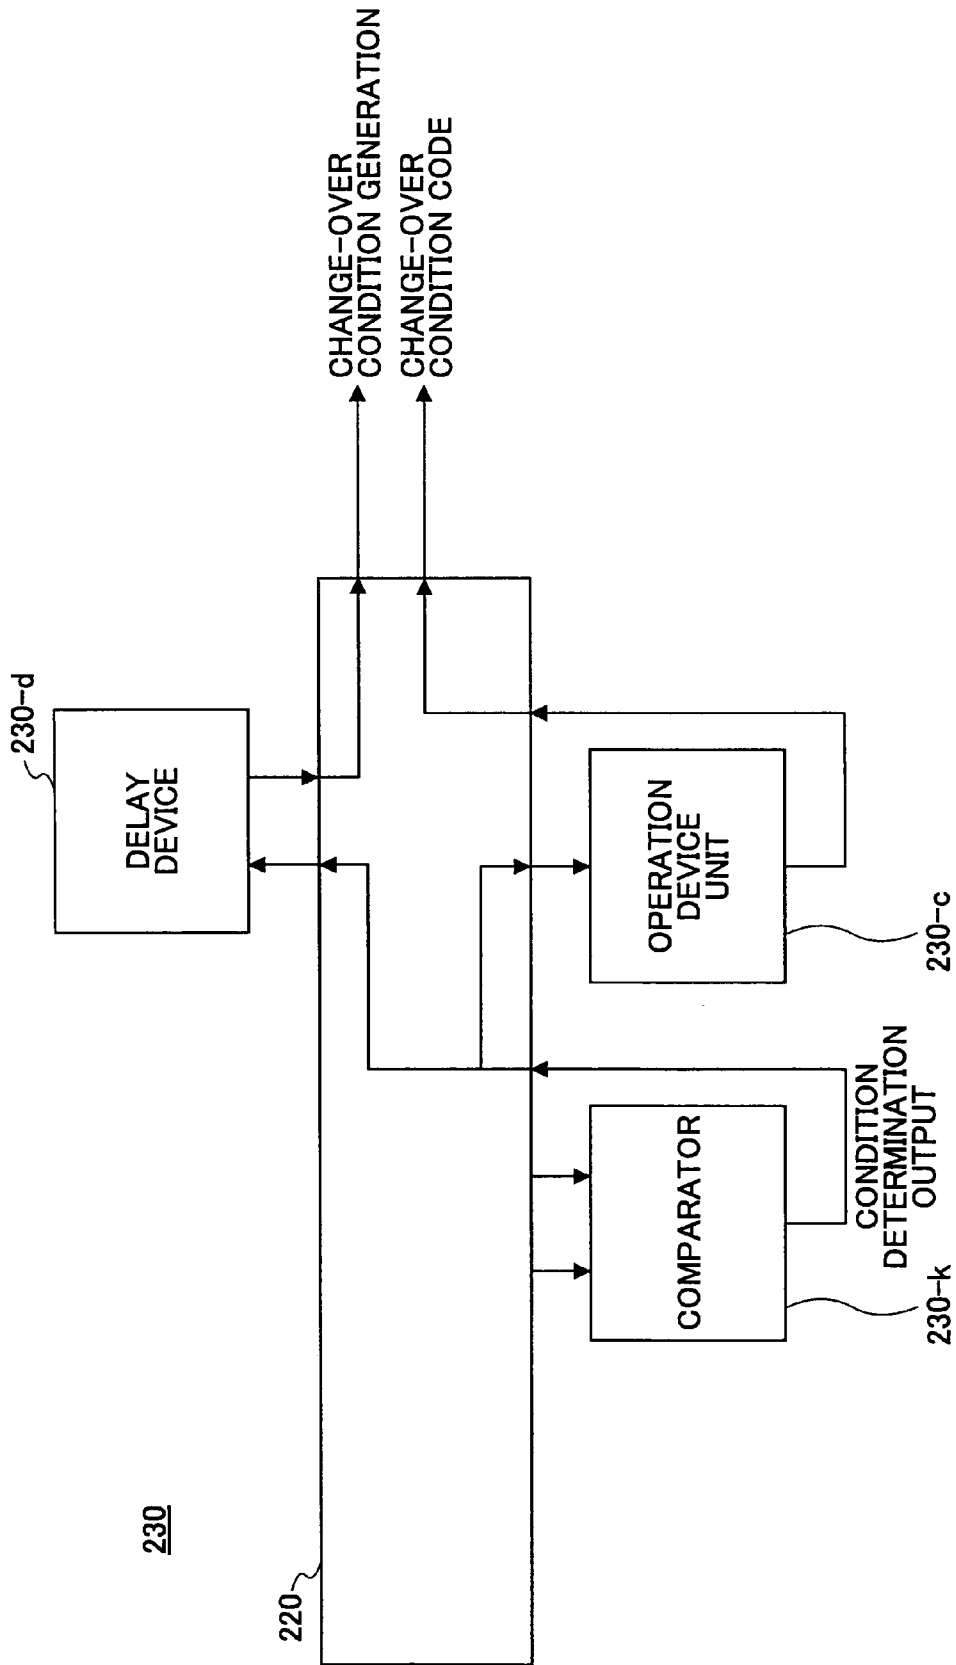 230
220
230-d
DELAY
DEVICE
CHANGE-OVER
CONDITION GENERATION
CHANGE-OVER
CONDITION CODE
COMPARATOR
230-k
CONDITION
DETERMINATION
OUTPUT
OPERATION
DEVICE
UNIT
230-c